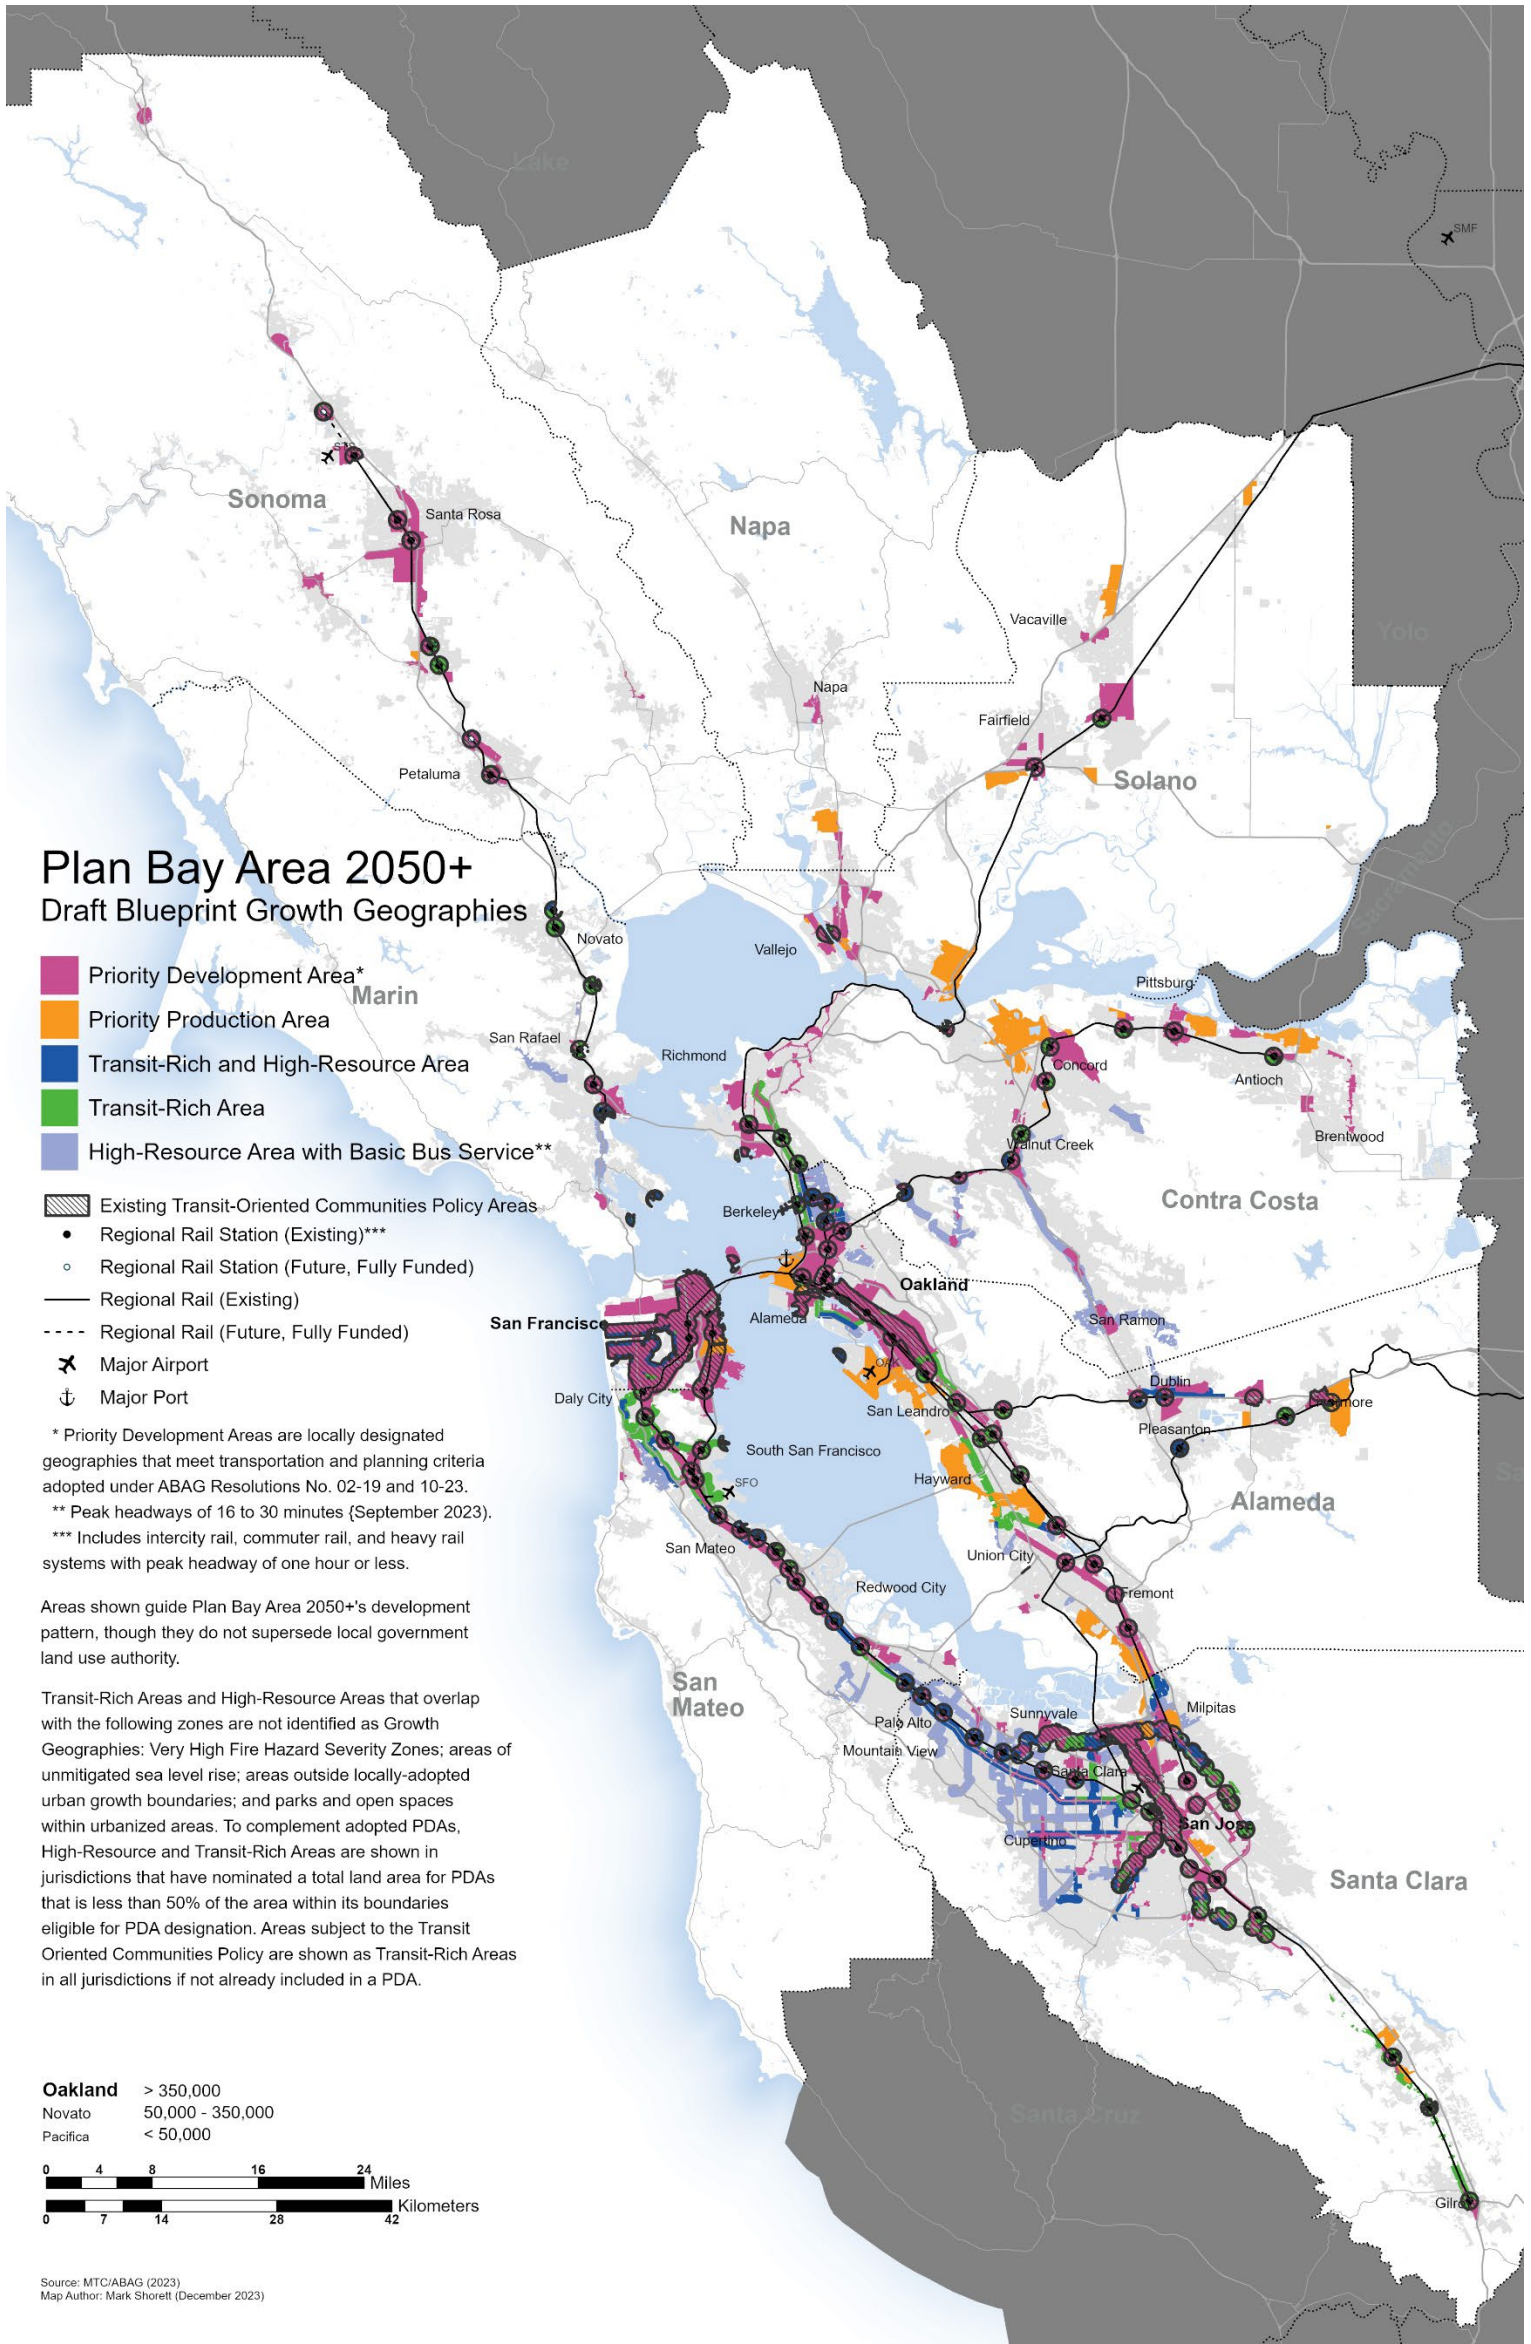 Lake
SMF
STS
Sonoma
Santa Rosa
Napa
Vacaville
Yolo
Napa
Fairfield
Solano
Petaluma
Sacramento
Plan Bay Area 2050+
Draft Blueprint Growth Geographies
Novato
Vallejo
Priority Development Area*
Marin
Pittsburg
Priority Production Area
San Rafael
Richmond
Transit-Rich and High-Resource Area
Concord
Antioch
Transit-Rich Area
Brentwood
High-Resource Area with Basic Bus Service**
Walnut Creek
Contra Costa
Existing Transit-Oriented Communities Policy Areas
Berkeley
Regional Rail Station (Existing)***
Regional Rail Station (Future, Fully Funded)
Oakland
Regional Rail (Existing)
Alameda
San Francisco
San Ramon
Regional Rail (Future, Fully Funded)
Major Airport
OAK
Dublin
Major Port
Daly City
San Leandro
Livermore
Pleasanton
* Priority Development Areas are locally designated
geographies that meet transportation and planning criteria
adopted under ABAG Resolutions No. 02-19 and 10-23.
South San Francisco
Hayward
SFO
Alameda
** Peak headways of 16 to 30 minutes {September 2023).
*** Includes intercity rail, commuter rail, and heavy rail
systems with peak headway of one hour or less.
San Mateo
Union City
Redwood City
Fremont
Areas shown guide Plan Bay Area 2050+'s development
pattern, though they do not supersede local government
land use authority.
San
Mateo
Transit-Rich Areas and High-Resource Areas that overlap
with the following zones are not identified as Growth
Geographies: Very High Fire Hazard Severity Zones; areas of
unmitigated sea level rise; areas outside locally-adopted
urban growth boundaries; and parks and open spaces
within urbanized areas. To complement adopted PDAs,
High-Resource and Transit-Rich Areas are shown in
jurisdictions that have nominated a total land area for PDAs
that is less than 50% of the area within its boundaries
eligible for PDA designation. Areas subject to the Transit
Oriented Communities Policy are shown as Transit-Rich Areas
in all jurisdictions if not already included in a PDA.
Sunnyvale
Milpitas
Palo Alto
Mountain View
Santa Clara
San Jose
Cupertino
Santa Clara
Santa Cruz
Gilroy
Oakland > 350,000
Novato 50,000 - 350,000
Pacifica < 50,000
0 4 8 16 24
Miles
Kilometers
0 7 14 28 42
Source: MTC/ABAG (2023)
Map Author: Mark Shorett (December 2023)